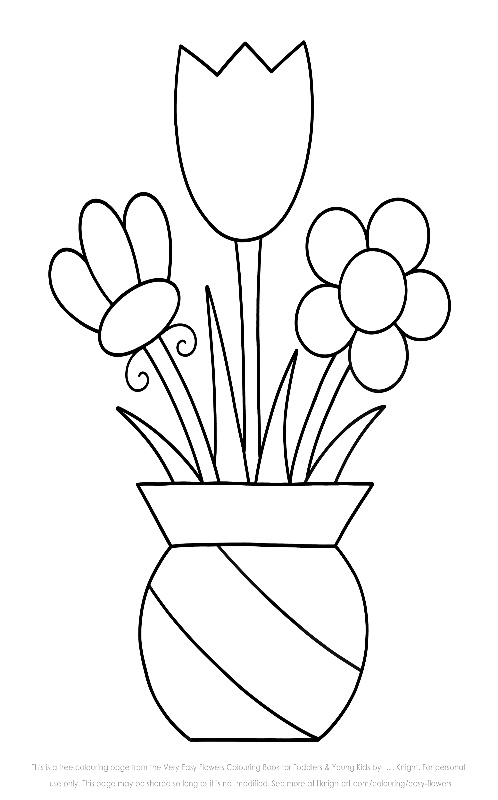 This is a free colouring page from the Very Easy Flowers Colouring Book for Toddlers & Young Kids by Knight. For personal
use only. This page may be shared so long as it is not modified. See more at